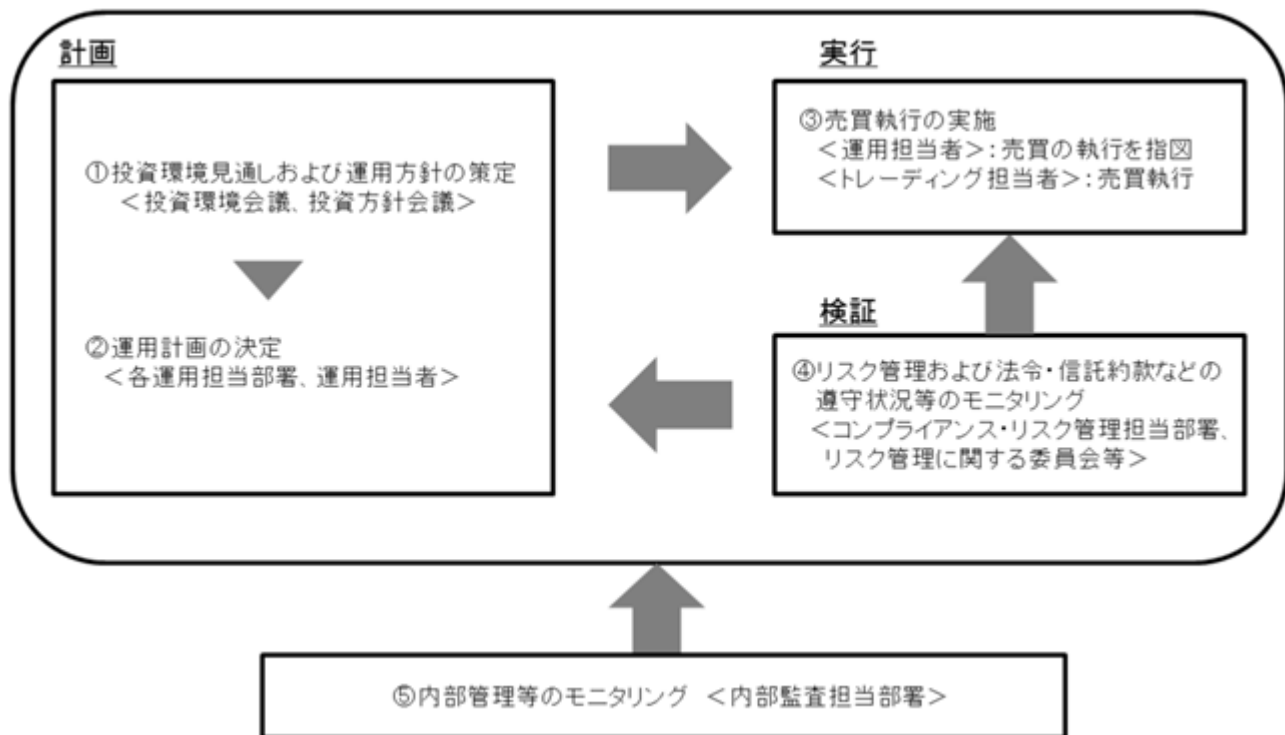 計画
①投資環境見通しおよび運用方針の策定
＜投資環境会議、投資方針会議＞
②運用計画の決定
＜各運用担当部署、運用担当者＞
実行
③売買執行の実施
＜運用担当者＞：売買の執行を指図
＜トレーディング担当者＞：売買執行
検証
④リスク管理および法令・信託約款などの
遵守状況等のモニタリング
＜コンプライアンス・リスク管理担当部署、
リスク管理に関する委員会等＞
⑤内部管理等のモニタリング ＜内部監査担当部署＞